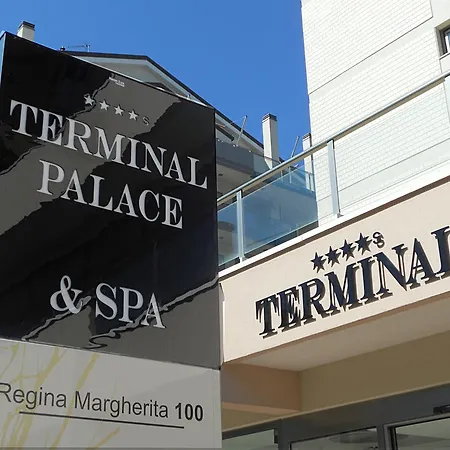 ★★★★S
TERMINAL
PALACE
& SPA
Regina Margherita 100
★★★★S
TERMINAL